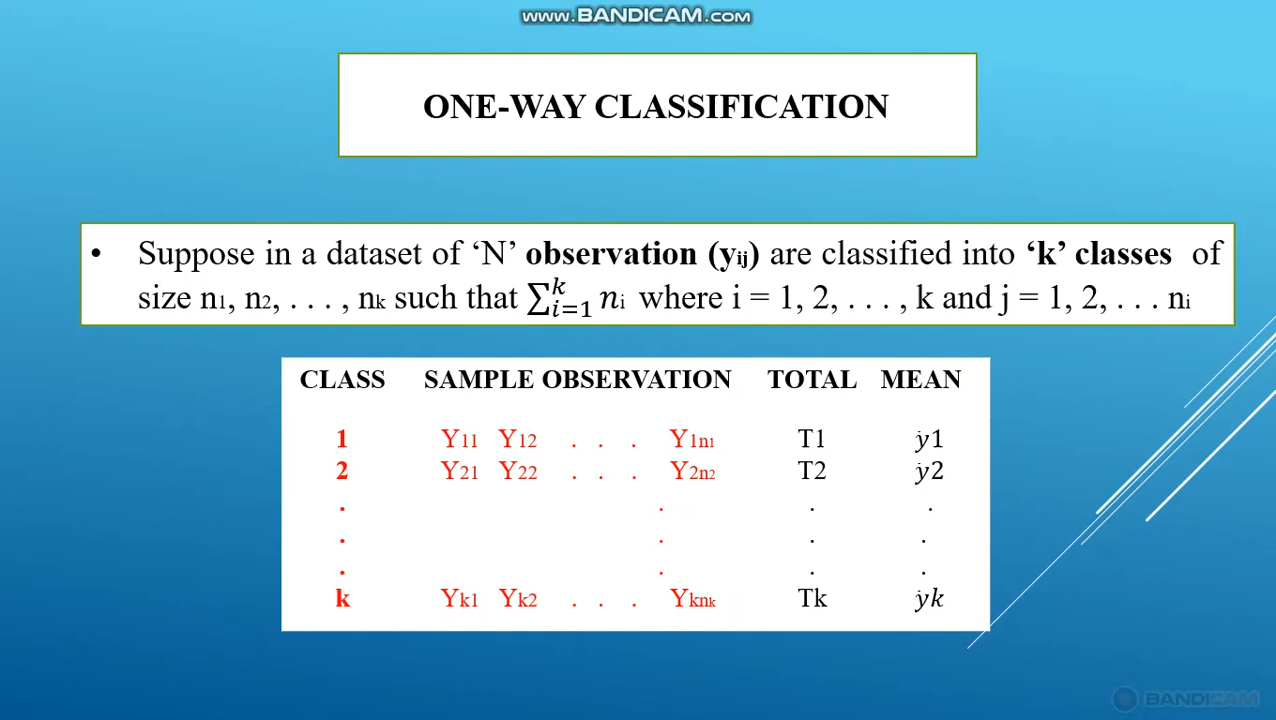 www.BANDICAM.com
ONE-WAY CLASSIFICATION
• Suppose in a dataset of ‘N’ observation (yᵢⱼ) are classified into ‘k’ classes of
size n₁, n₂, . . . , nₖ such that ∑ᵢ₌₁ᵏ nᵢ where i = 1, 2, . . . , k and j = 1, 2, . . . nᵢ
CLASS SAMPLE OBSERVATION TOTAL MEAN
1 Y₁₁ Y₁₂ . . . Y₁n₁ T1 ẏ1
2 Y₂₁ Y₂₂ . . . Y₂n₂ T2 ẏ2
. . . .
. . . .
. . . .
k Yₖ₁ Yₖ₂ . . . Yₖnₖ Tk ẏk
BANDICAM